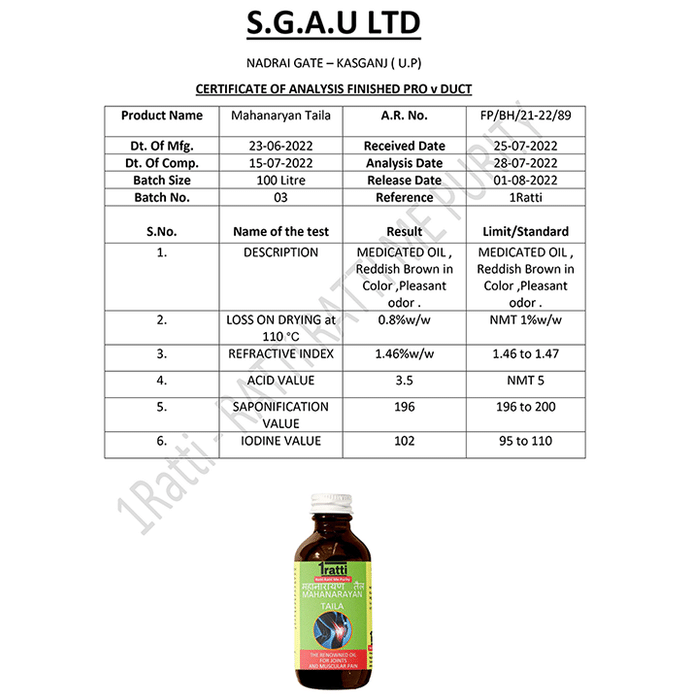 S.G.A.U LTD
NADRAI GATE – KASGANJ ( U.P)
CERTIFICATE OF ANALYSIS FINISHED PRO v DUCT
Product Name Mahanaryan Taila A.R. No. FP/BH/21-22/89
Dt. Of Mfg. 23-06-2022 Received Date 25-07-2022
Dt. Of Comp. 15-07-2022 Analysis Date 28-07-2022
Batch Size 100 Litre Release Date 01-08-2022
Batch No. 03 Reference 1Ratti
S.No. Name of the test Result Limit/Standard
1. DESCRIPTION MEDICATED OIL , MEDICATED OIL ,
Reddish Brown in Reddish Brown in
Color ,Pleasant Color ,Pleasant
odor . odor .
2. LOSS ON DRYING at 0.8%w/w NMT 1%w/w
110 °C
3. REFRACTIVE INDEX 1.46%w/w 1.46 to 1.47
4. ACID VALUE 3.5 NMT 5
5. SAPONIFICATION 196 196 to 200
VALUE
6. IODINE VALUE 102 95 to 110
1Ratti - RATTI RATTI ME PURITY
1ratti
Ratti Ratti Me Purity
महानारायण तैल
MAHANARAYAN
TAILA
THE RENOWNED OIL
FOR JOINTS
AND MUSCULAR PAIN